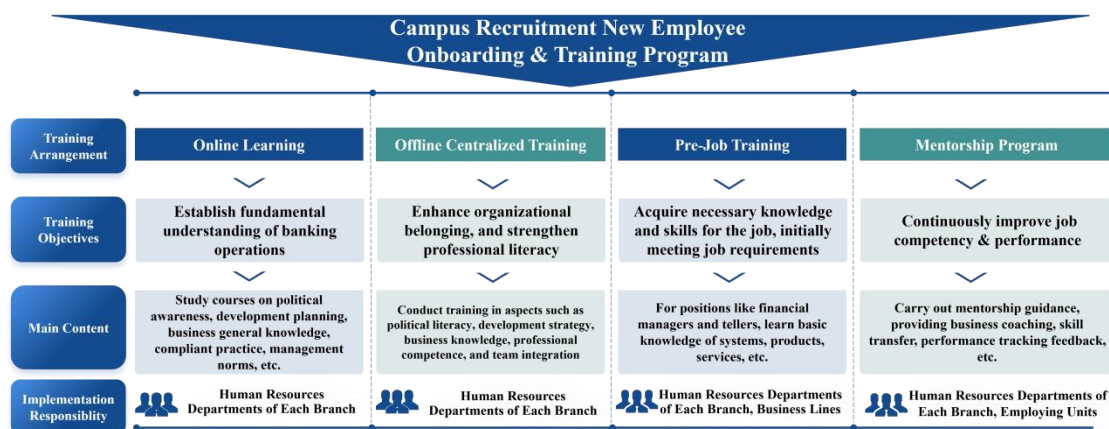 Campus Recruitment New Employee
Onboarding & Training Program
Training
Arrangement
Online Learning
Offline Centralized Training
Pre-Job Training
Mentorship Program
Training
Objectives
Establish fundamental
understanding of banking
operations
Enhance organizational
belonging, and strengthen
professional literacy
Acquire necessary knowledge
and skills for the job, initially
meeting job requirements
Continuously improve job
competency & performance
Main Content
Study courses on political
awareness, development planning,
business general knowledge,
compliant practice, management
norms, etc.
Conduct training in aspects such as
political literacy, development strategy,
business knowledge, professional
competence, and team integration
For positions like financial
managers and tellers, learn basic
knowledge of systems, products,
services, etc.
Carry out mentorship guidance,
providing business coaching, skill
transfer, performance tracking feedback,
etc.
Implementation
Responsiblity
Human Resources
Departments of Each Branch
Human Resources
Departments of Each Branch
Human Resources Departments
of Each Branch, Business Lines
Human Resources Departments of
Each Branch, Employing Units